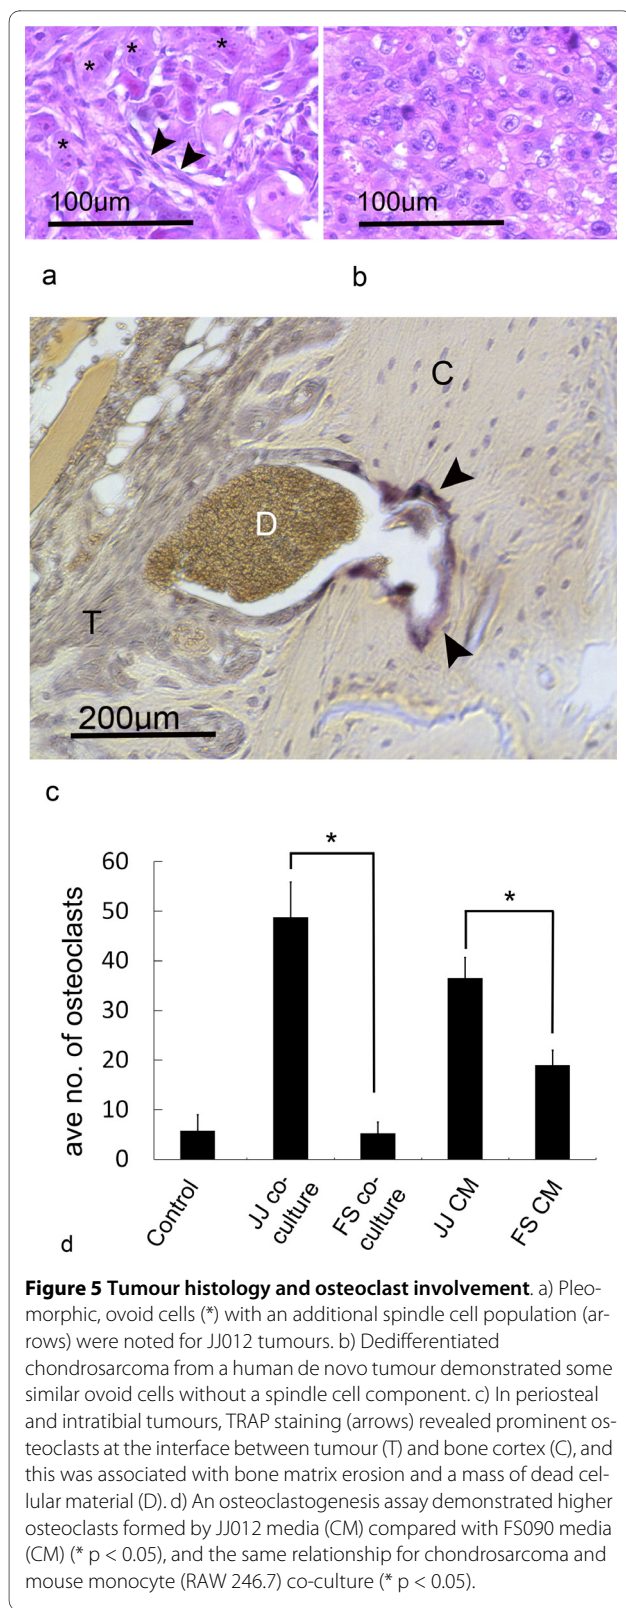 * * *
*
*
100um
100um
a
b
C
D
T
200µm
c
60
50
40
30
20
10
0
ave no. of osteoclasts
*
*
Control
JJ co-
culture
FS co-
culture
JJ CM
FS CM
d
Figure 5 Tumour histology and osteoclast involvement. a) Pleo-
morphic, ovoid cells (*) with an additional spindle cell population (ar-
rows) were noted for JJ012 tumours. b) Dedifferentiated
chondrosarcoma from a human de novo tumour demonstrated some
similar ovoid cells without a spindle cell component. c) In periosteal
and intratibial tumours, TRAP staining (arrows) revealed prominent os-
teoclasts at the interface between tumour (T) and bone cortex (C), and
this was associated with bone matrix erosion and a mass of dead cel-
lular material (D). d) An osteoclastogenesis assay demonstrated higher
osteoclasts formed by JJ012 media (CM) compared with FS090 media
(CM) (* p < 0.05), and the same relationship for chondrosarcoma and
mouse monocyte (RAW 246.7) co-culture (* p < 0.05).